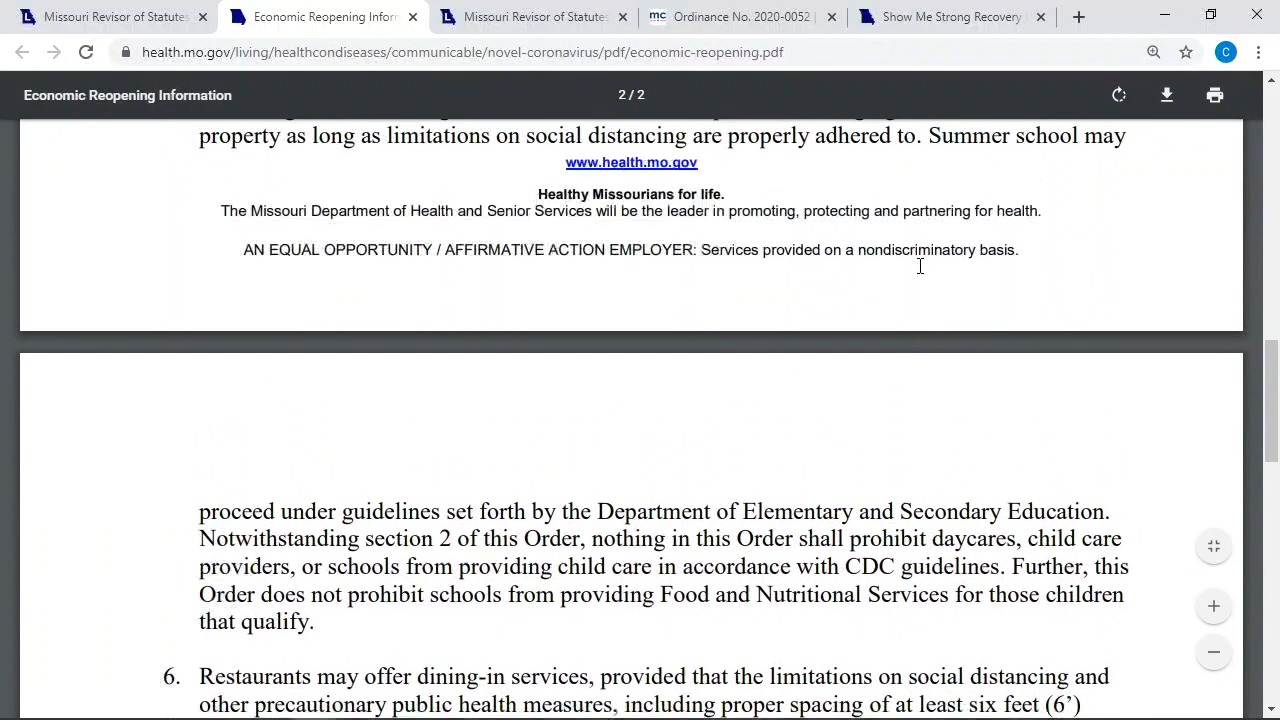 Missouri Revisor of Statutes
Economic Reopening Inforr
Missouri Revisor of Statutes
mc Ordinance No. 2020-0052 |
Show Me Strong Recovery
health.mo.gov/living/healthcondiseases/communicable/novel-coronavirus/pdf/economic-reopening.pdf
C
Economic Reopening Information
2 / 2
property as long as limitations on social distancing are properly adhered to. Summer school may
www.health.mo.gov
Healthy Missourians for life.
The Missouri Department of Health and Senior Services will be the leader in promoting, protecting and partnering for health.
AN EQUAL OPPORTUNITY / AFFIRMATIVE ACTION EMPLOYER: Services provided on a nondiscriminatory basis.
proceed under guidelines set forth by the Department of Elementary and Secondary Education.
Notwithstanding section 2 of this Order, nothing in this Order shall prohibit daycares, child care
providers, or schools from providing child care in accordance with CDC guidelines. Further, this
Order does not prohibit schools from providing Food and Nutritional Services for those children
that qualify.
6. Restaurants may offer dining-in services, provided that the limitations on social distancing and
other precautionary public health measures, including proper spacing of at least six feet (6’)